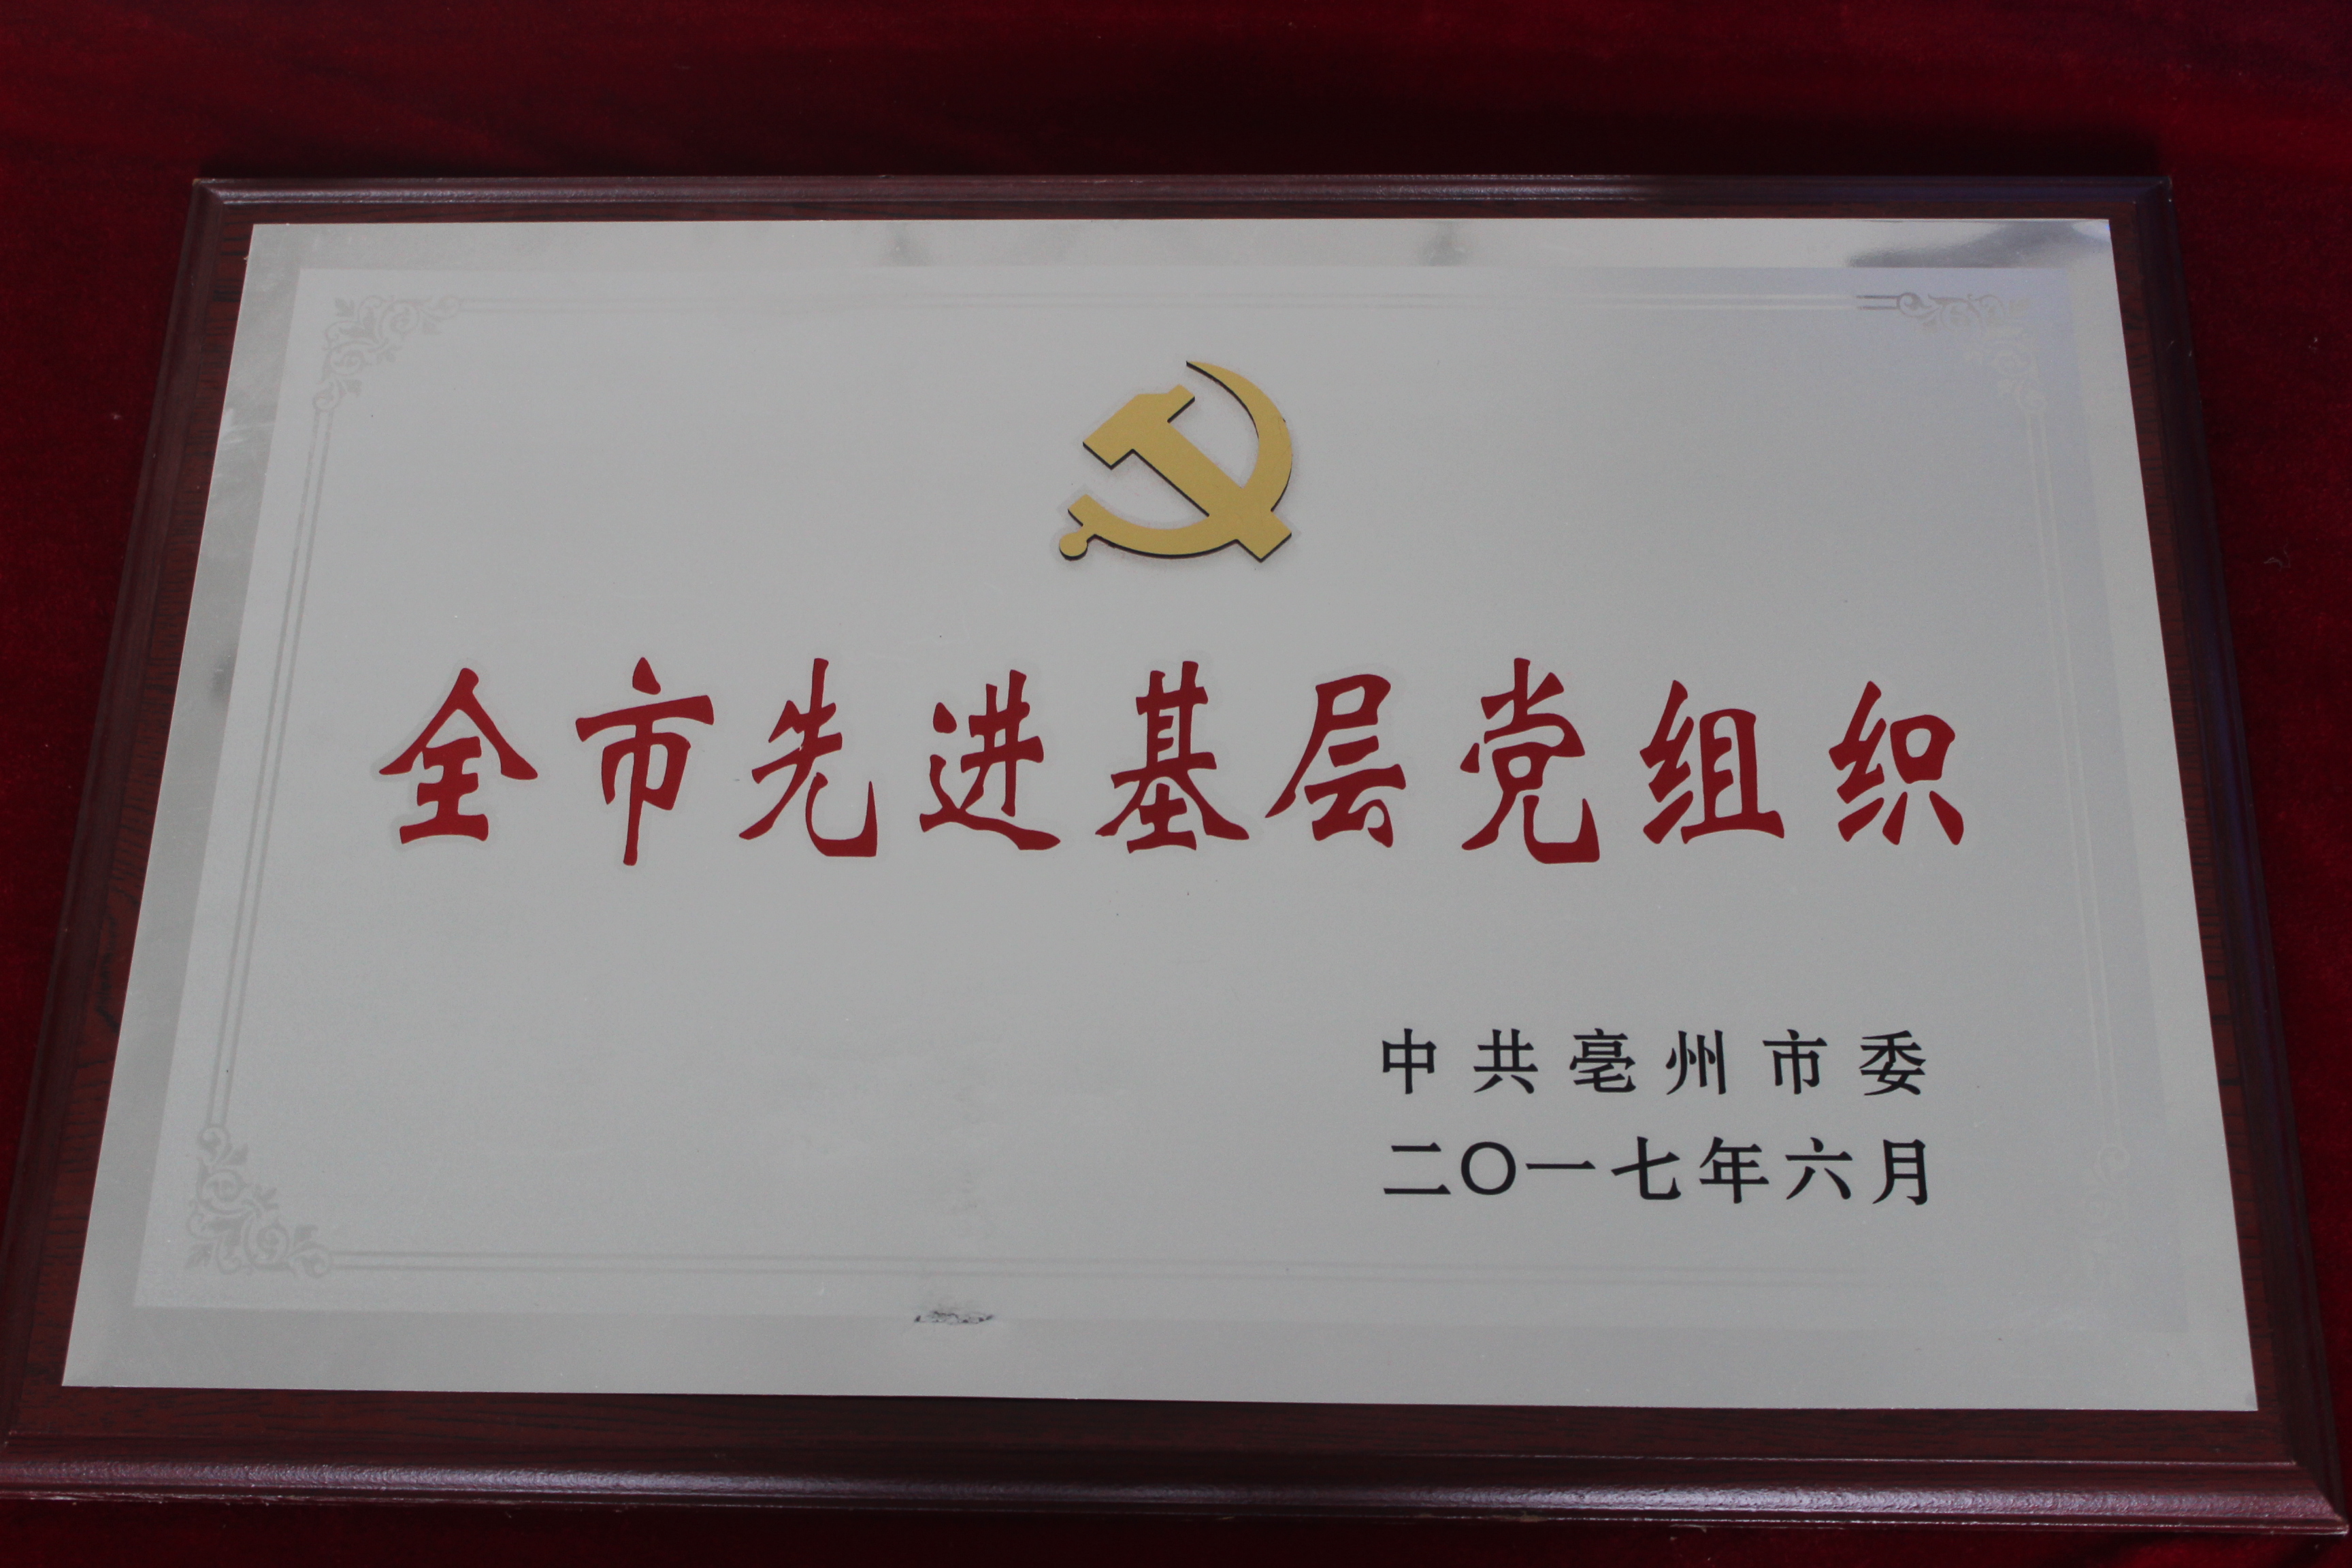 全市先进基层党组织
中共亳州市委
二〇一七年六月